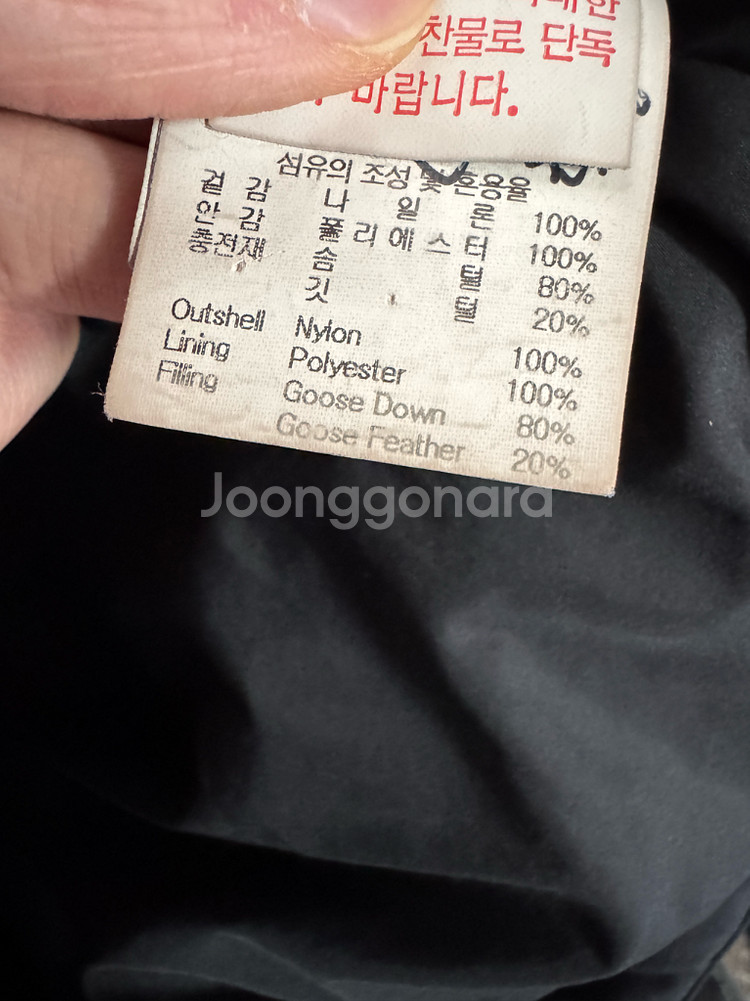 찬물로 단독
바랍니다.
섬유의 조성 및 혼용율
겉 감 나 일 론 100%
안 감 폴 리 에 스 터 100%
충전재 솜 털 80%
깃 털 20%
Outshell Nylon 100%
Lining Polyester 100%
Filling Goose Down 80%
Goose Feather 20%
Joonggonara